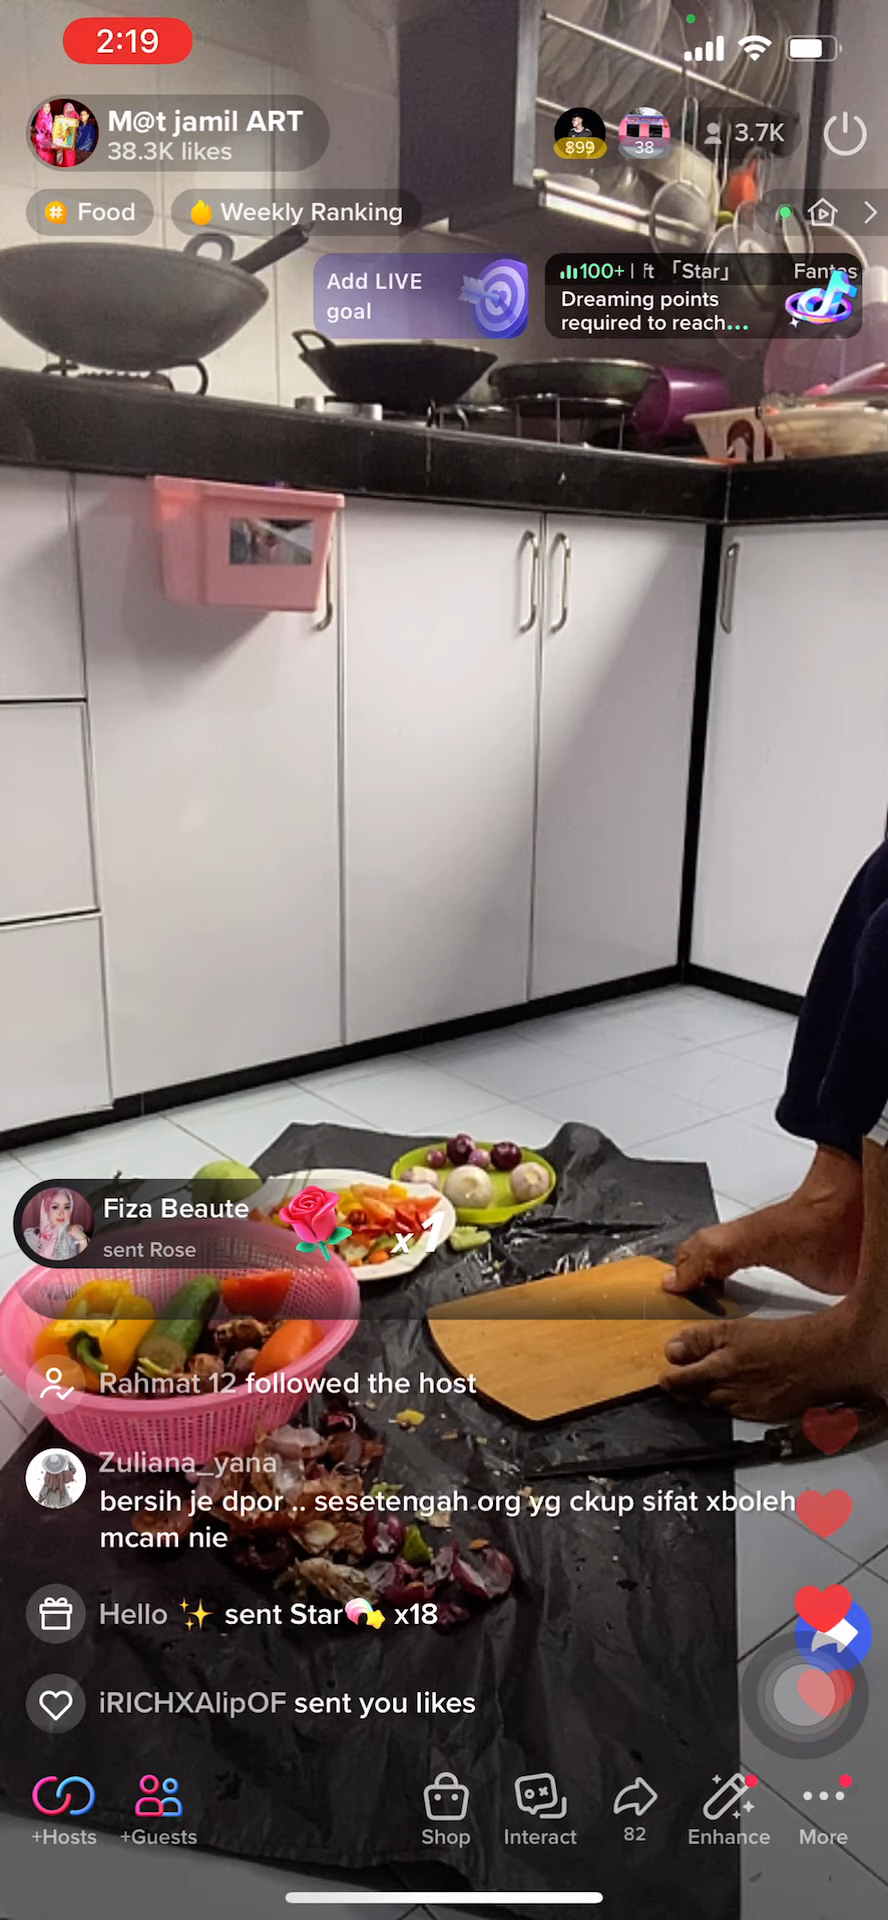 2:19
M@t jamil ART
38.3K likes
899
38
3.7K
Food
Weekly Ranking
Add LIVE
goal
100+ | ft 「Star」 Fantas
Dreaming points
required to reach...
Fiza Beaute
sent Rose
x1
Rahmat 12 followed the host
Zuliana_yana
bersih je dpor .. sesetengah org yg ckup sifat xboleh
mcam nie
Hello ✨ sent Star x18
iRICHXAlipOF sent you likes
+Hosts
+Guests
Shop
Interact
82
Enhance
More